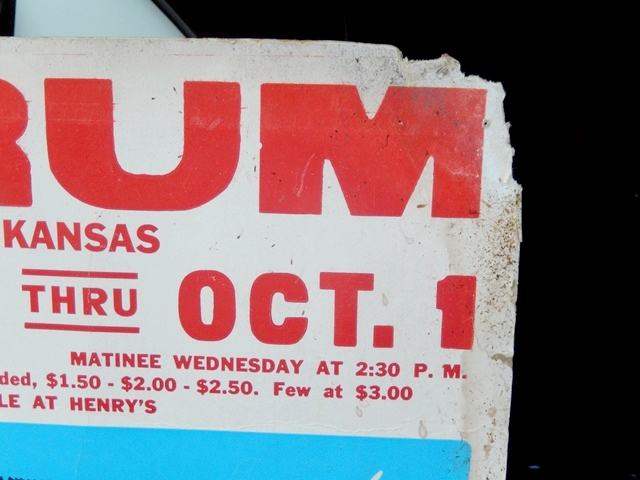 RUM
KANSAS
THRU OCT. 1
MATINEE WEDNESDAY AT 2:30 P. M.
ded, $1.50 - $2.00 - $2.50. Few at $3.00
LE AT HENRY'S